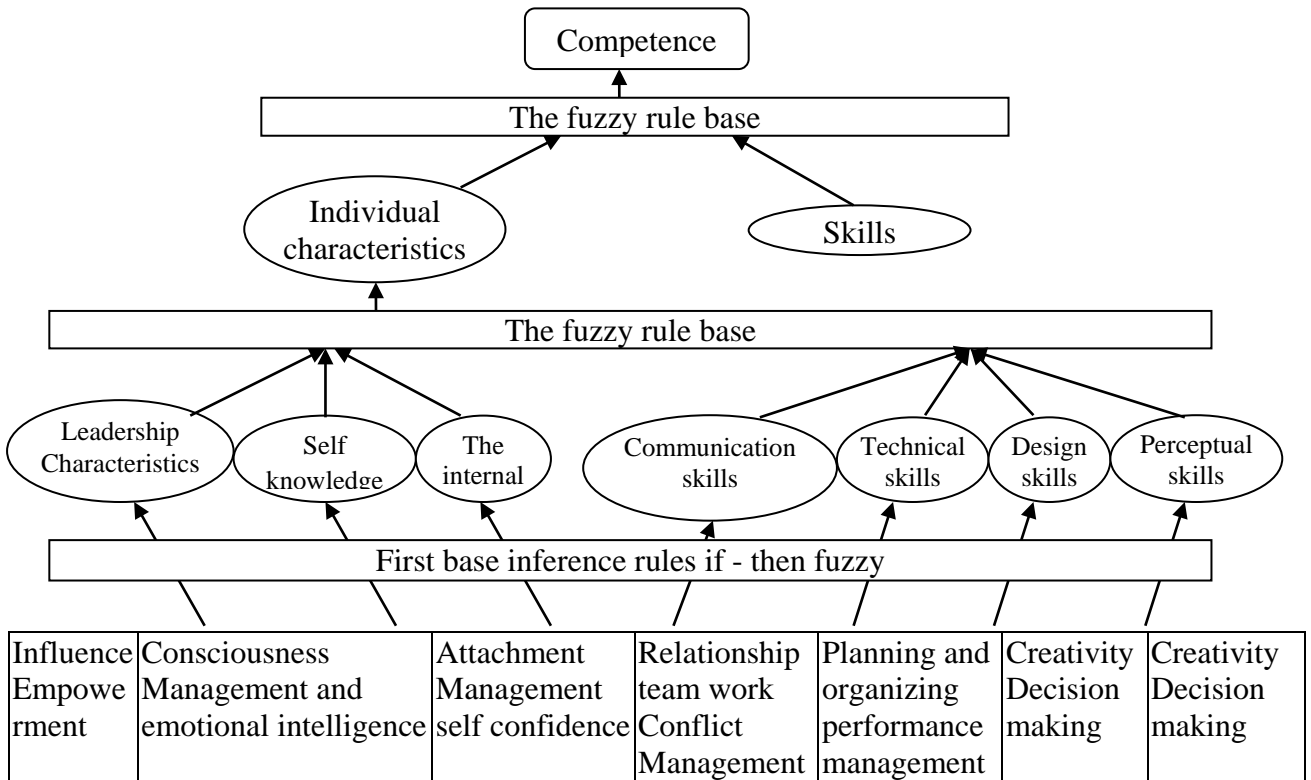 Competence
The fuzzy rule base
Individual
characteristics
Skills
The fuzzy rule base
Leadership
Characteristics
Self
knowledge
The
internal
Communication
skills
Technical
skills
Design
skills
Perceptual
skills
First base inference rules if - then fuzzy
Influence
Empowe
rment
Consciousness
Management and
emotional intelligence
Attachment
Management
self confidence
Relationship
team work
Conflict
Management
Planning and
organizing
performance
management
Creativity
Decision
making
Creativity
Decision
making